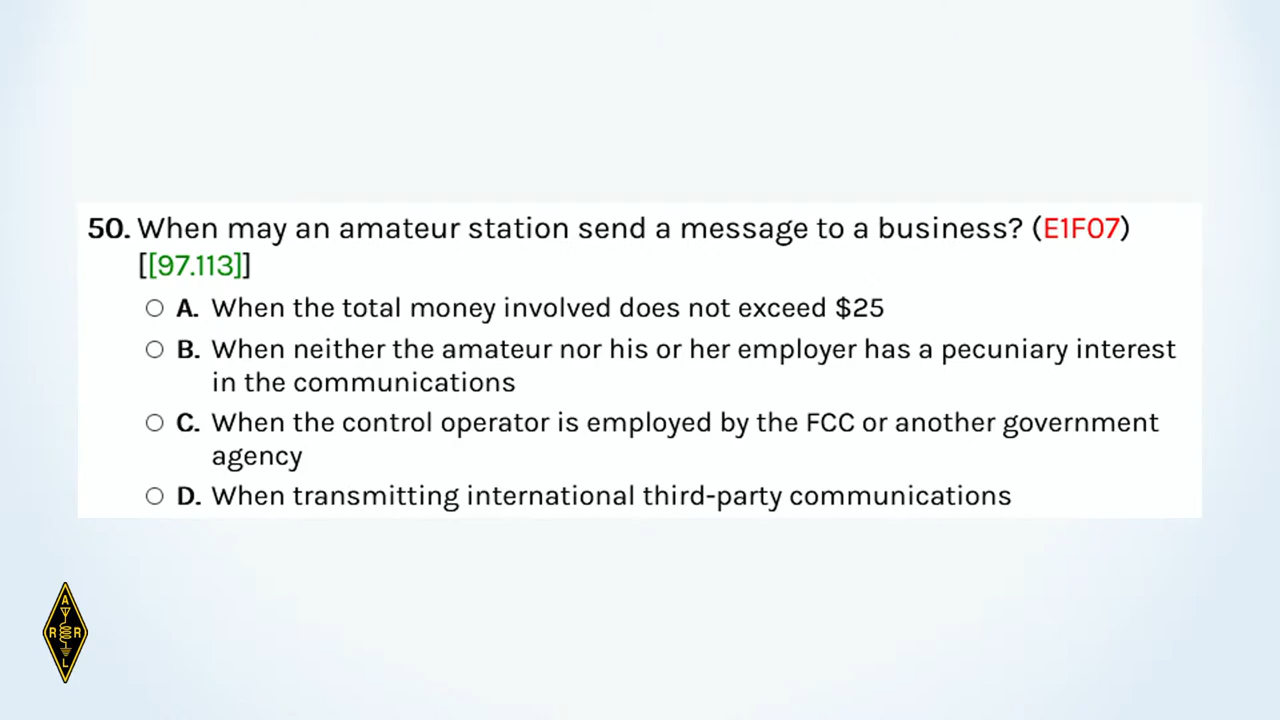 50. When may an amateur station send a message to a business? (E1F07)
[[97.113]]
A. When the total money involved does not exceed $25
B. When neither the amateur nor his or her employer has a pecuniary interest
in the communications
C. When the control operator is employed by the FCC or another government
agency
D. When transmitting international third-party communications
A
R R
L